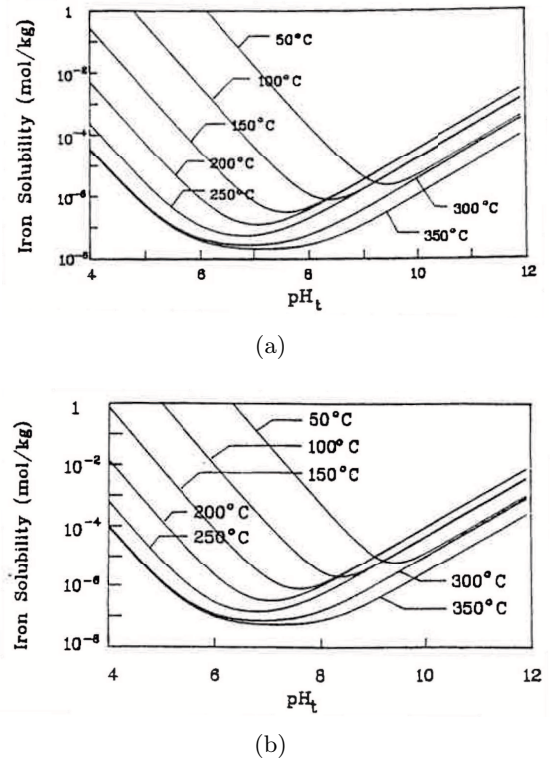 Iron Solubility (mol/kg)
1
10-2
10-4
10-6
10-8
50°C
100°C
150°C
200°C
250°C
300°C
350°C
4 6 8 10 12
pHt
(a)
Iron Solubility (mol/kg)
1
10-2
10-4
10-6
10-8
50°C
100°C
150°C
200°C
250°C
300°C
350°C
4 6 8 10 12
pHt
(b)